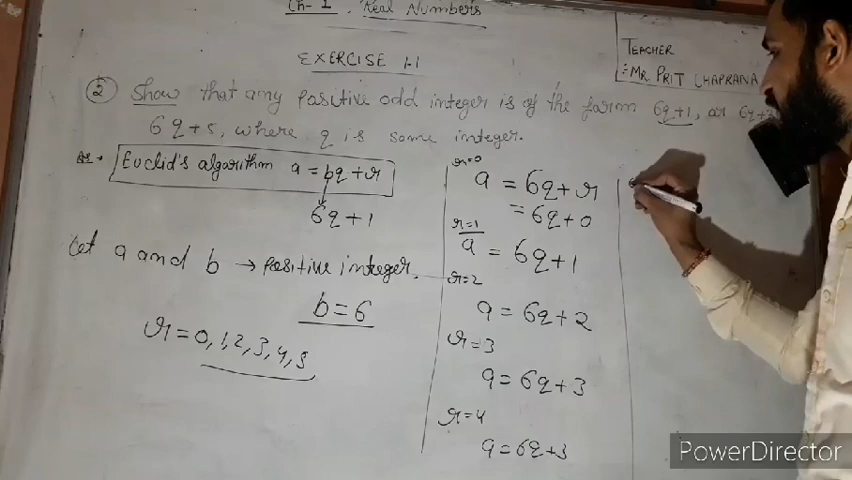 Ch-1. Real Numbers
EXERCISE 1.1
TEACHER
:- MR PRIT CHAPRANA
② Show that any Positive odd integer is of the form 6q+1, or 6q+3
6q+5, where q is some integer.
Ans. Euclid's algorithm a = bq+r
6q+1
Let a and b → positive integer.
b=6
r=0,1,2,3,4,5
r=0
a = 6q+r
= 6q+0
r=1
a = 6q+1
r=2
a = 6q+2
r=3
a = 6q+3
r=4
a=6q+3
PowerDirector